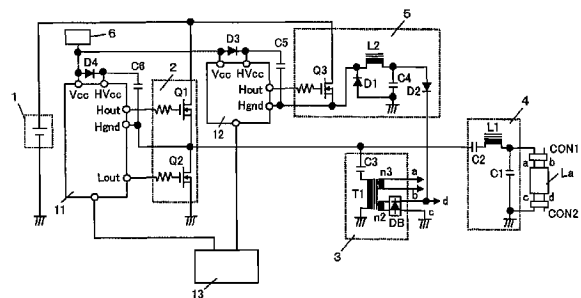 5
6
D3
C5
L2
D4
C6
2
Q3
Vcc HVcc
D1
C4
D2
Vcc HVcc
Q1
Hout
Hout
Hgnd
1
Hgnd
12
4
L1
CON1
C2
a b
Q2
C3
n3
a
C1
La
Lout
b
T1
c d
n2
d
CON2
11
DB
c
3
13